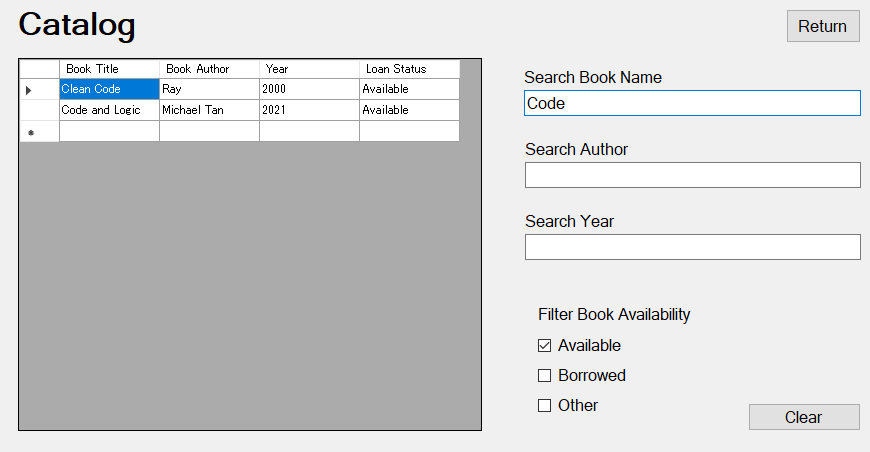 Catalog
Return
Book Title Book Author Year Loan Status
Clean Code Ray 2000 Available
Code and Logic Michael Tan 2021 Available
Search Book Name
Code
Search Author
Search Year
Filter Book Availability
Available
Borrowed
Other
Clear